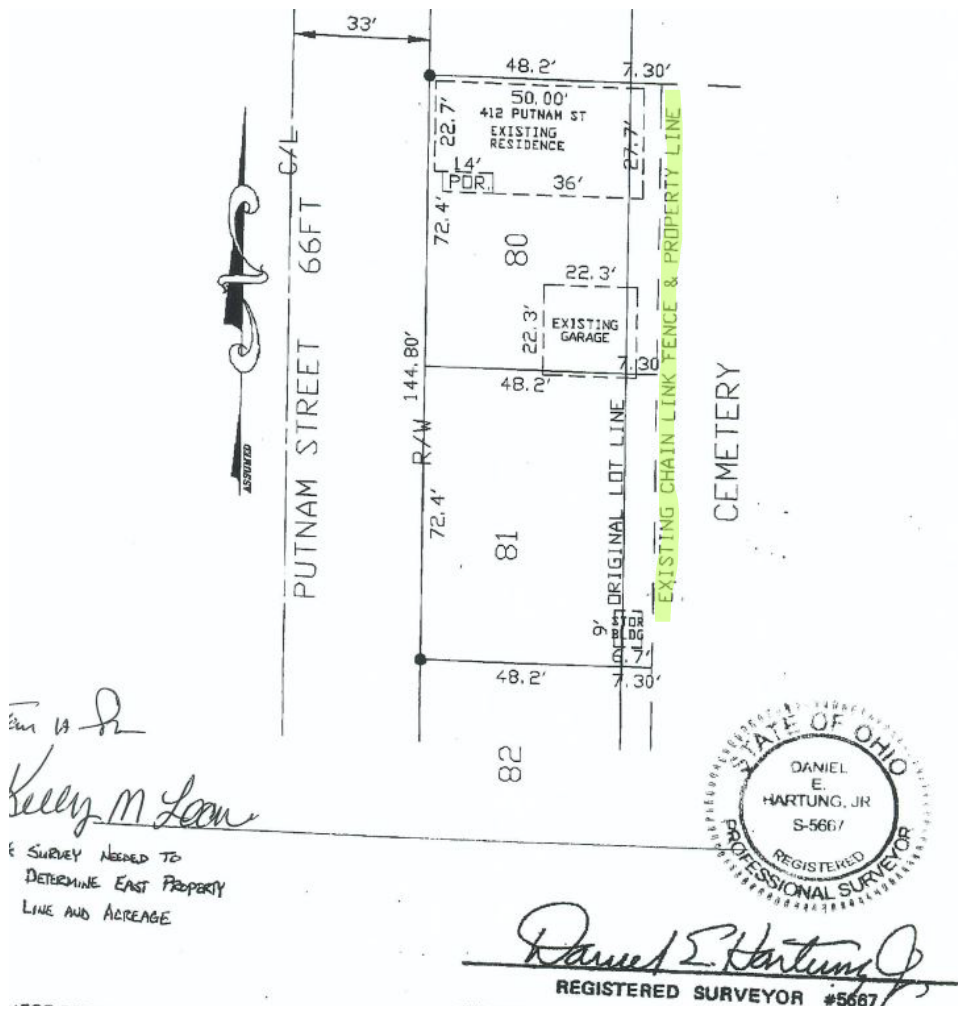 33'
48.2' 7.30'
50.00'
412 PUTNAM ST
EXISTING
RESIDENCE
22.7'
27.7'
14'
POR.
36'
72.4'
80
22.3'
22.3'
EXISTING
GARAGE
7.30
48.2'
C/L
PUTNAM STREET 66FT
ASSUMED
144.80'
R/W
72.4'
81
ORIGINAL LOT LINE
EXISTING CHAIN LINK FENCE & PROPERTY LINE
CEMETERY
9'
STOR
BLDG
6.7'
48.2' 7.30'
82
Kelly M Loan
SURVEY NEEDED TO
DETERMINE EAST PROPERTY
LINE AND ACREAGE
STATE OF OHIO
DANIEL
E.
HARTUNG, JR
S-5667
REGISTERED
PROFESSIONAL SURVEYOR
Daniel E. Hartung Jr.
REGISTERED SURVEYOR #5667